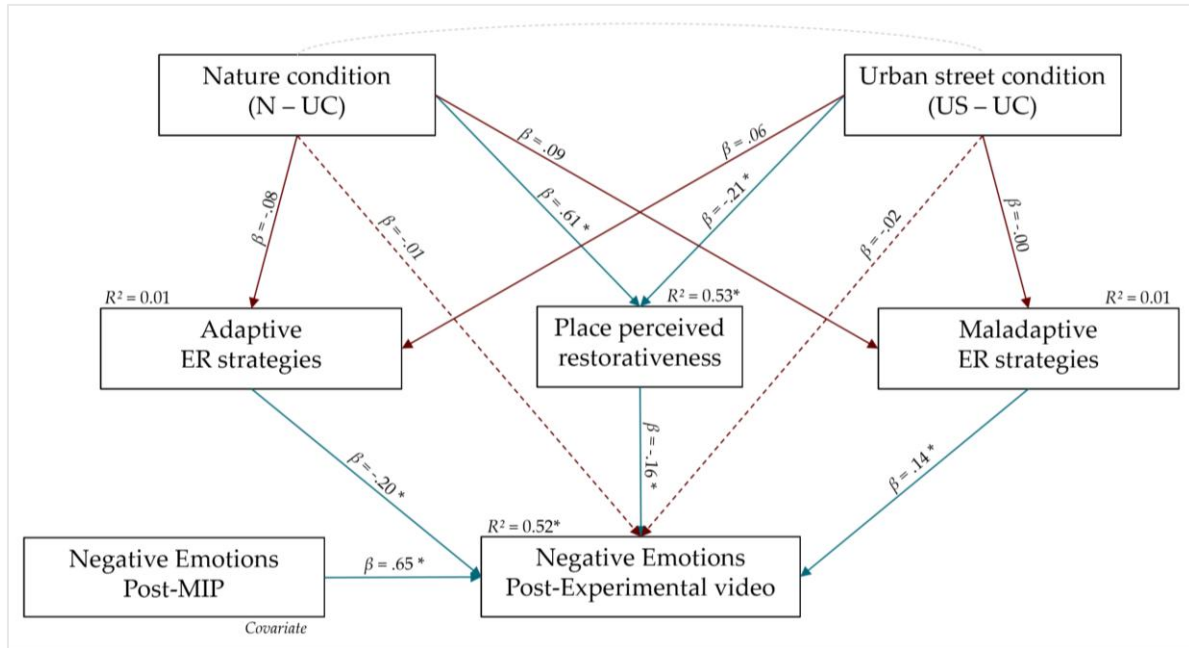 Nature condition
(N – UC)
Urban street condition
(US – UC)
β = .09
β = .06
β = -.08
β = -.01
β = .61 *
β = -.21 *
β = -.02
β = -.00
R² = 0.01
R² = 0.53*
R² = 0.01
Adaptive
ER strategies
Place perceived
restorativeness
Maladaptive
ER strategies
β = -.20 *
β = -.16 *
β = .14 *
R² = 0.52*
Negative Emotions
Post-MIP
β = .65 *
Negative Emotions
Post-Experimental video
Covariate